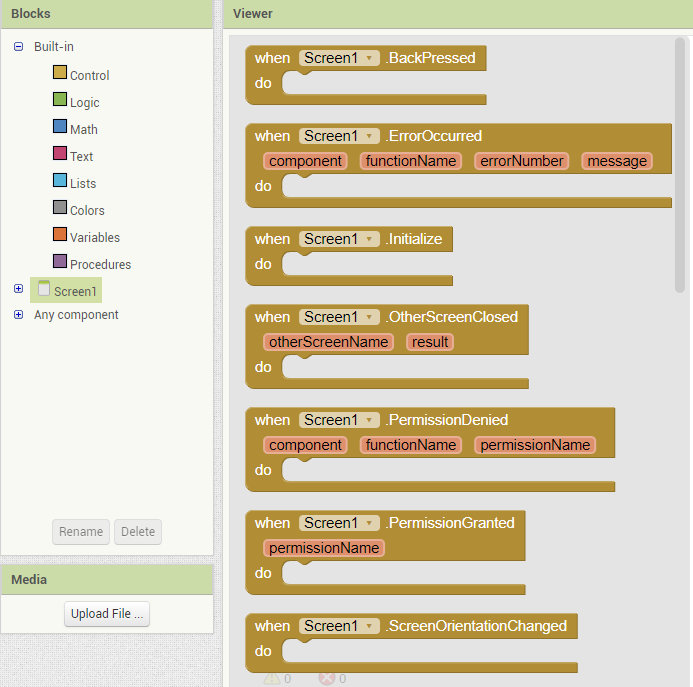 Blocks
Built-in
Control
Logic
Math
Text
Lists
Colors
Variables
Procedures
Screen1
Any component
Rename Delete
Media
Upload File ...
Viewer
when Screen1 .BackPressed
do
when Screen1 .ErrorOccurred
component functionName errorNumber message
do
when Screen1 .Initialize
do
when Screen1 .OtherScreenClosed
otherScreenName result
do
when Screen1 .PermissionDenied
component functionName permissionName
do
when Screen1 .PermissionGranted
permissionName
do
when Screen1 .ScreenOrientationChanged
do
0 0